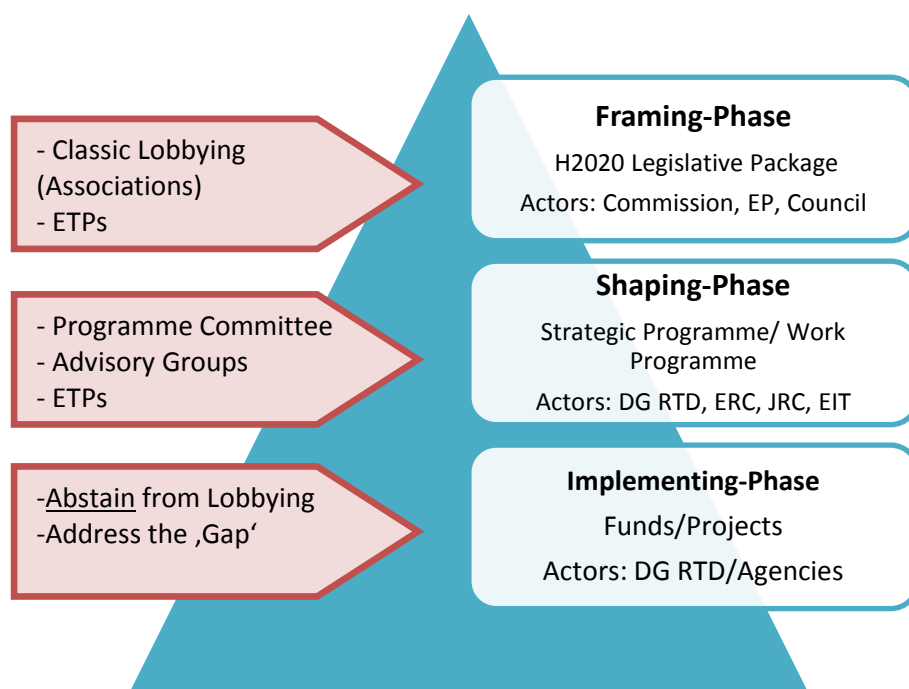 - Classic Lobbying
(Associations)
- ETPs
Framing-Phase
H2020 Legislative Package
Actors: Commission, EP, Council
- Programme Committee
- Advisory Groups
- ETPs
Shaping-Phase
Strategic Programme/ Work
Programme
Actors: DG RTD, ERC, JRC, EIT
-Abstain from Lobbying
-Address the ‚Gap‘
Implementing-Phase
Funds/Projects
Actors: DG RTD/Agencies